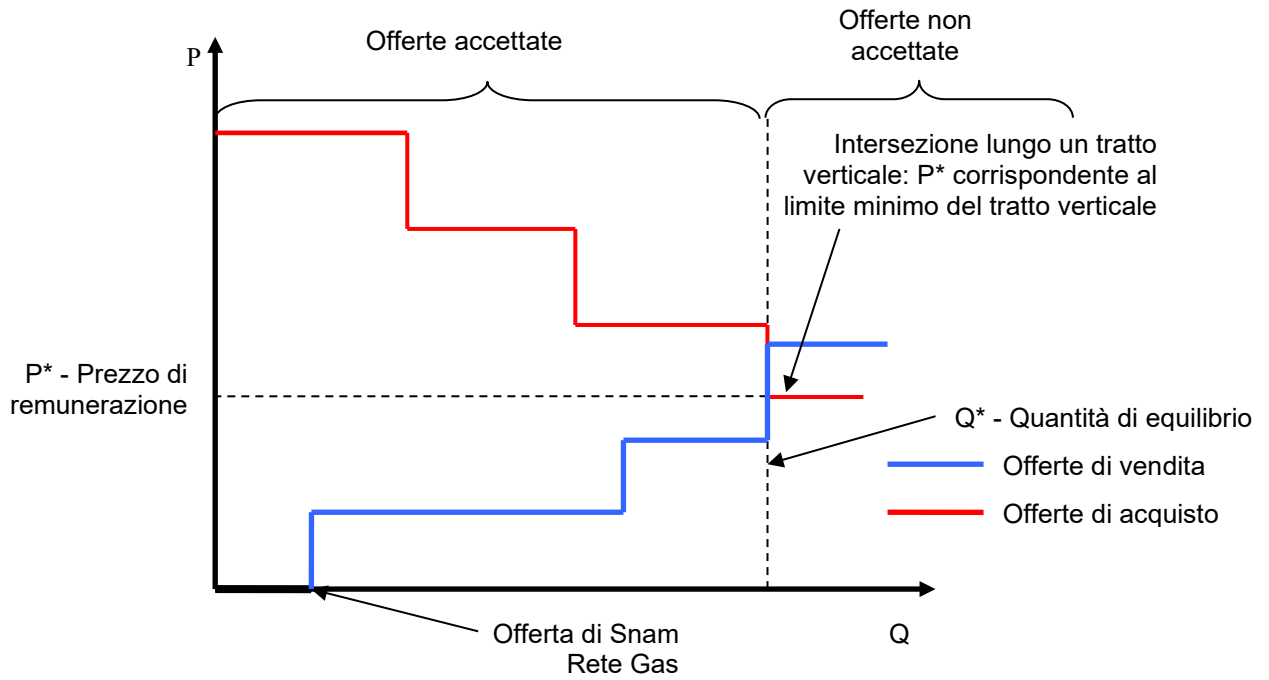 Offerte accettate
Offerte non
accettate
P
Intersezione lungo un tratto
verticale: P* corrispondente al
limite minimo del tratto verticale
P* - Prezzo di
remunerazione
Q* - Quantità di equilibrio
Offerte di vendita
Offerte di acquisto
Offerta di Snam
Rete Gas
Q